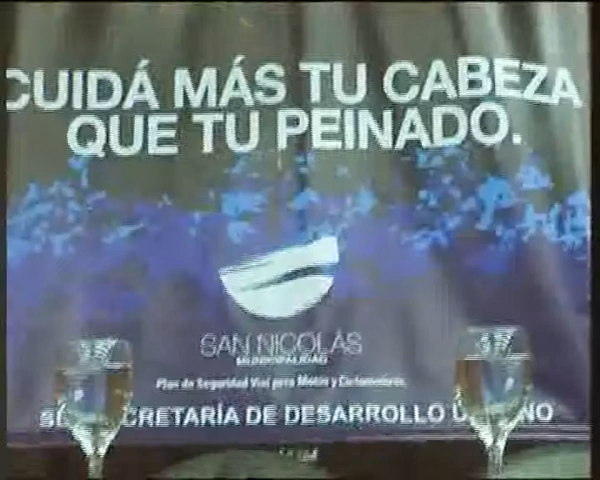 CUIDÁ MÁS TU CABEZA
QUE TU PEINADO.
SAN NICOLÁS
MUNICIPALIDAD
Plan de Seguridad Vial para Motos y Ciclomotores
CRETARÍA DE DESARROLLO